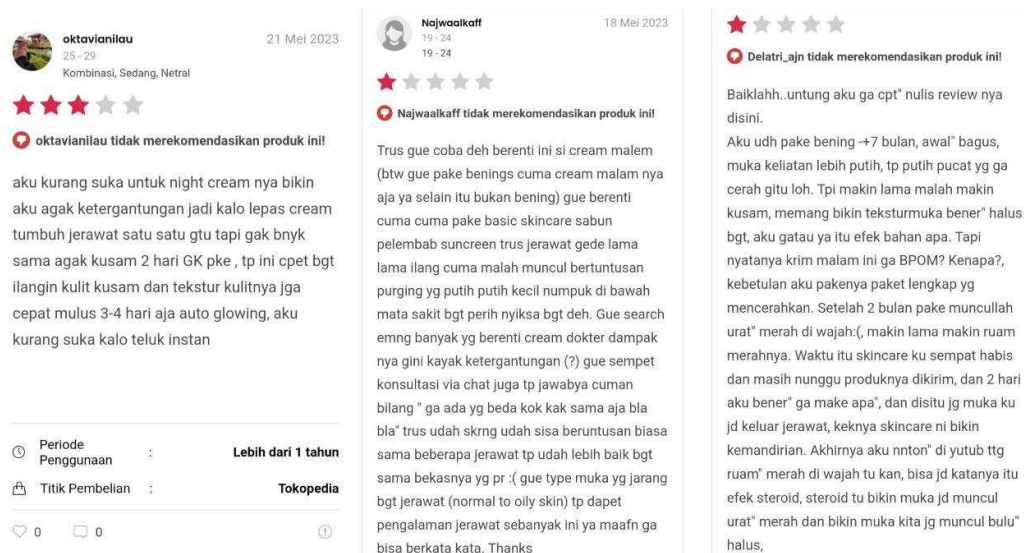 oktavianilau
21 Mei 2023
25 - 29
Kombinasi, Sedang, Netral
oktavianilau tidak merekomendasikan produk ini!
aku kurang suka untuk night cream nya bikin
aku agak ketergantungan jadi kalo lepas cream
tumbuh jerawat satu satu gtu tapi gak bnyk
sama agak kusam 2 hari GK pke , tp ini cpet bgt
ilangin kulit kusam dan tekstur kulitnya jga
cepat mulus 3-4 hari aja auto glowing, aku
kurang suka kalo teluk instan
Periode
Penggunaan : Lebih dari 1 tahun
Titik Pembelian : Tokopedia
0 0
Najwaalkaff
18 Mei 2023
19 - 24
19 - 24
Najwaalkaff tidak merekomendasikan produk ini!
Trus gue coba deh berenti ini si cream malem
(btw gue pake benings cuma cream malam nya
aja ya selain itu bukan bening) gue berenti
cuma cuma pake basic skincare sabun
pelembab suncreen trus jerawat gede lama
lama ilang cuma malah muncul bertuntusan
purging yg putih putih kecil numpuk di bawah
mata sakit bgt perih nyiksa bgt deh. Gue search
emng banyak yg berenti cream dokter dampak
nya gini kayak ketergantungan (?) gue sempet
konsultasi via chat juga tp jawabya cuman
bilang " ga ada yg beda kok kak sama aja bla
bla" trus udah skrng udah sisa beruntusan biasa
sama beberapa jerawat tp udah lebih baik bgt
sama bekasnya yg pr :( gue type muka yg jarang
bgt jerawat (normal to oily skin) tp dapet
pengalaman jerawat sebanyak ini ya maafn ga
bisa berkata kata. Thanks
Delatri_ajn tidak merekomendasikan produk ini!
Baiklahh..untung aku ga cpt" nulis review nya
disini.
Aku udh pake bening -+7 bulan, awal" bagus,
muka keliatan lebih putih, tp putih pucat yg ga
cerah gitu loh. Tpi makin lama malah makin
kusam, memang bikin teksturmuka bener" halus
bgt, aku gatau ya itu efek bahan apa. Tapi
nyatanya krim malam ini ga BPOM? Kenapa?,
kebetulan aku pakenya paket lengkap yg
mencerahkan. Setelah 2 bulan pake muncullah
urat" merah di wajah:(, makin lama makin ruam
merahnya. Waktu itu skincare ku sempat habis
dan masih nunggu produknya dikirim, dan 2 hari
aku bener" ga make apa", dan disitu jg muka ku
jd keluar jerawat, keknya skincare ni bikin
kemandirian. Akhirnya aku nnton" di yutub ttg
ruam" merah di wajah tu kan, bisa jd katanya itu
efek steroid, steroid tu bikin muka jd muncul
urat" merah dan bikin muka kita jg muncul bulu"
halus,